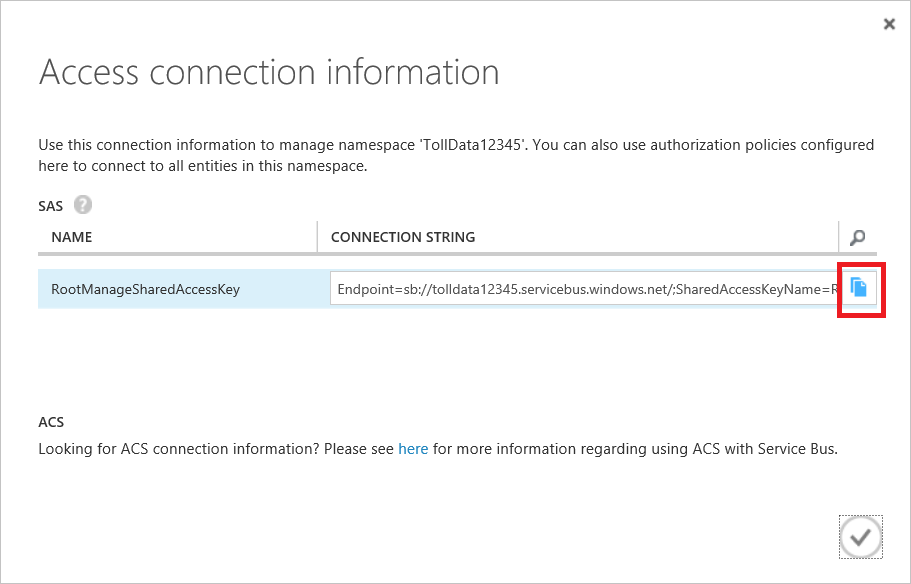 Access connection information
Use this connection information to manage namespace 'TollData12345'. You can also use authorization policies configured
here to connect to all entities in this namespace.
SAS ?
NAME CONNECTION STRING
RootManageSharedAccessKey Endpoint=sb://tolldata12345.servicebus.windows.net/;SharedAccessKeyName=R
ACS
Looking for ACS connection information? Please see here for more information regarding using ACS with Service Bus.